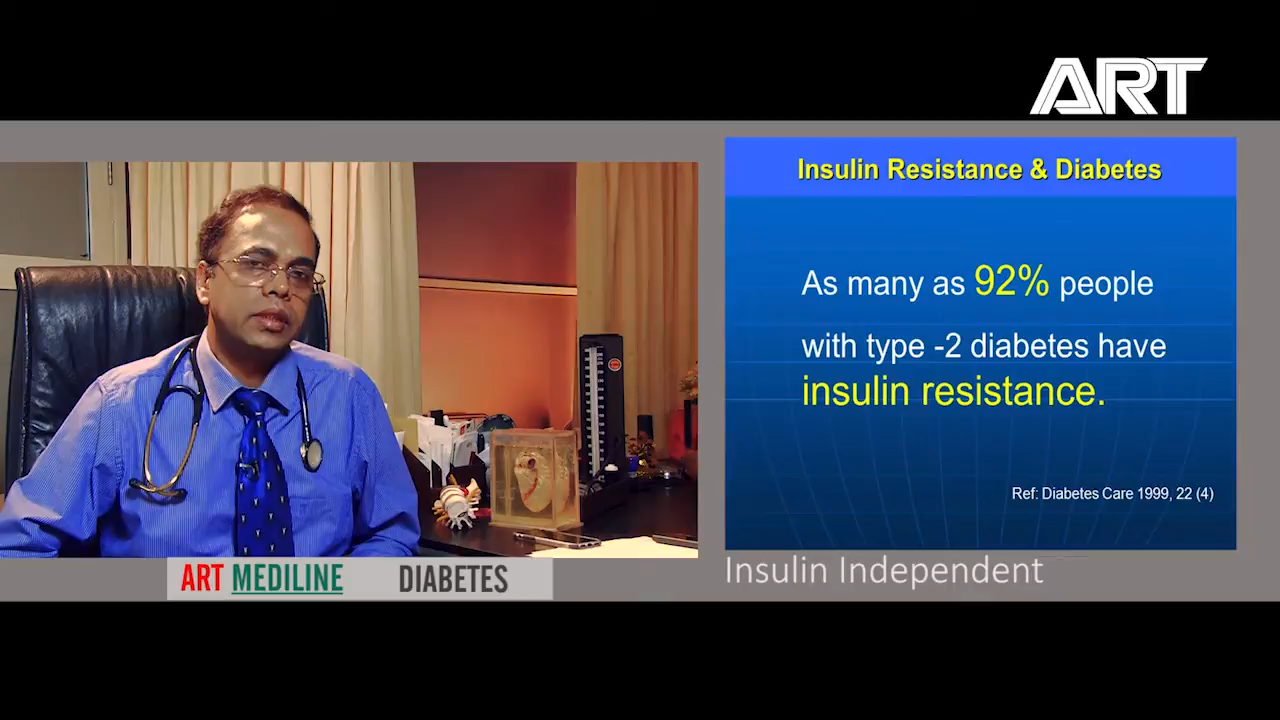 ART
Insulin Resistance & Diabetes
As many as 92% people
with type -2 diabetes have
insulin resistance.
Ref: Diabetes Care 1999, 22 (4)
Insulin Independent
ART MEDILINE DIABETES